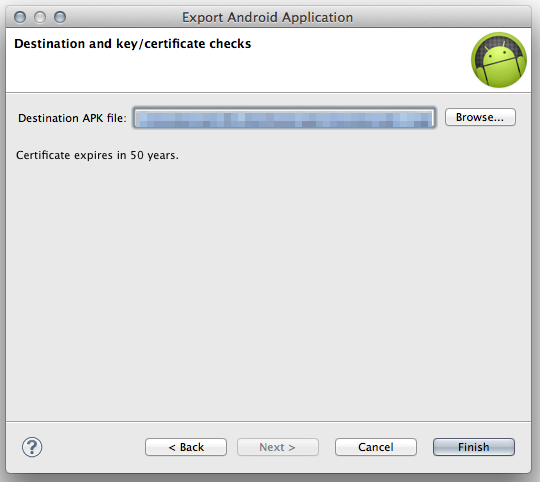 Export Android Application
Destination and key/certificate checks
Destination APK file:
Browse...
Certificate expires in 50 years.
?
< Back
Next >
Cancel
Finish